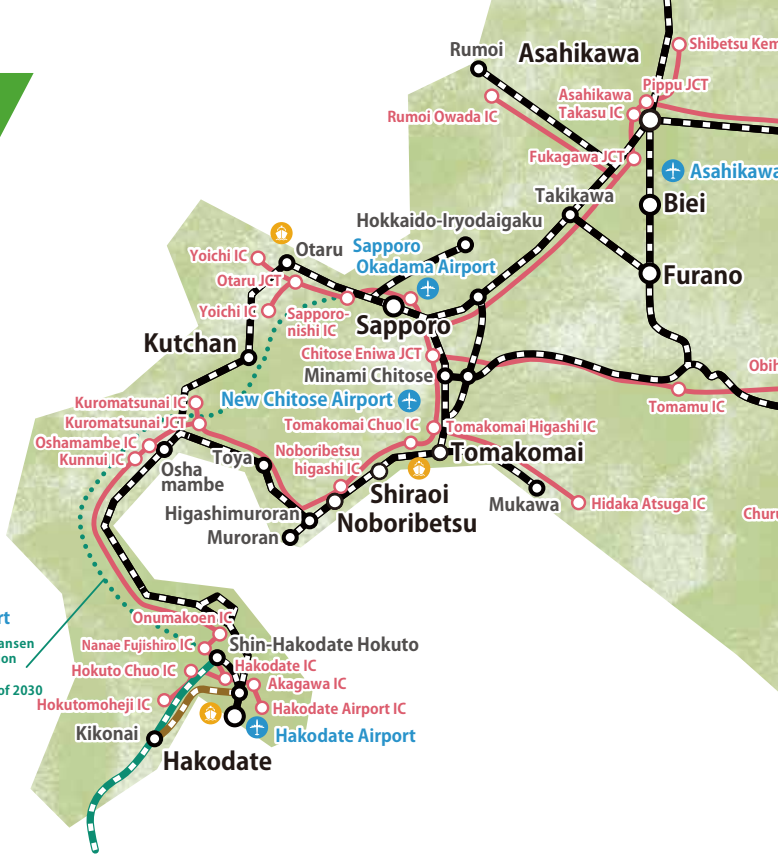 Rumoi
Asahikawa
Shibetsu Kem
Pippu JCT
Asahikawa
Takasu IC
Rumoi Owada IC
Fukagawa JCT
Asahikawa
Takikawa
Biei
Hokkaido-Iryodaigaku
Otaru
Sapporo
Okadama Airport
Yoichi IC
Otaru JCT
Furano
Yoichi IC
Sapporo-
nishi IC
Sapporo
Kutchan
Chitose Eniwa JCT
Minami Chitose
Obih
New Chitose Airport
Tomamu IC
Kuromatsunai IC
Kuromatsunai JCT
Tomakomai Chuo IC
Tomakomai Higashi IC
Oshamambe IC
Kunnui IC
Noboribetsu
higashi IC
Tomakomai
Toya
Osha
mambe
Shiraoi
Mukawa
Hidaka Atsuga IC
Higashimuroran
Noboribetsu
Churu
Muroran
Onumakoen IC
rt
Nanae Fujishiro IC
Shin-Hakodate Hokuto
ansen
on
Hakodate IC
Hokuto Chuo IC
Akagawa IC
of 2030
Hokutomoheji IC
Hakodate Airport IC
Kikonai
Hakodate Airport
Hakodate